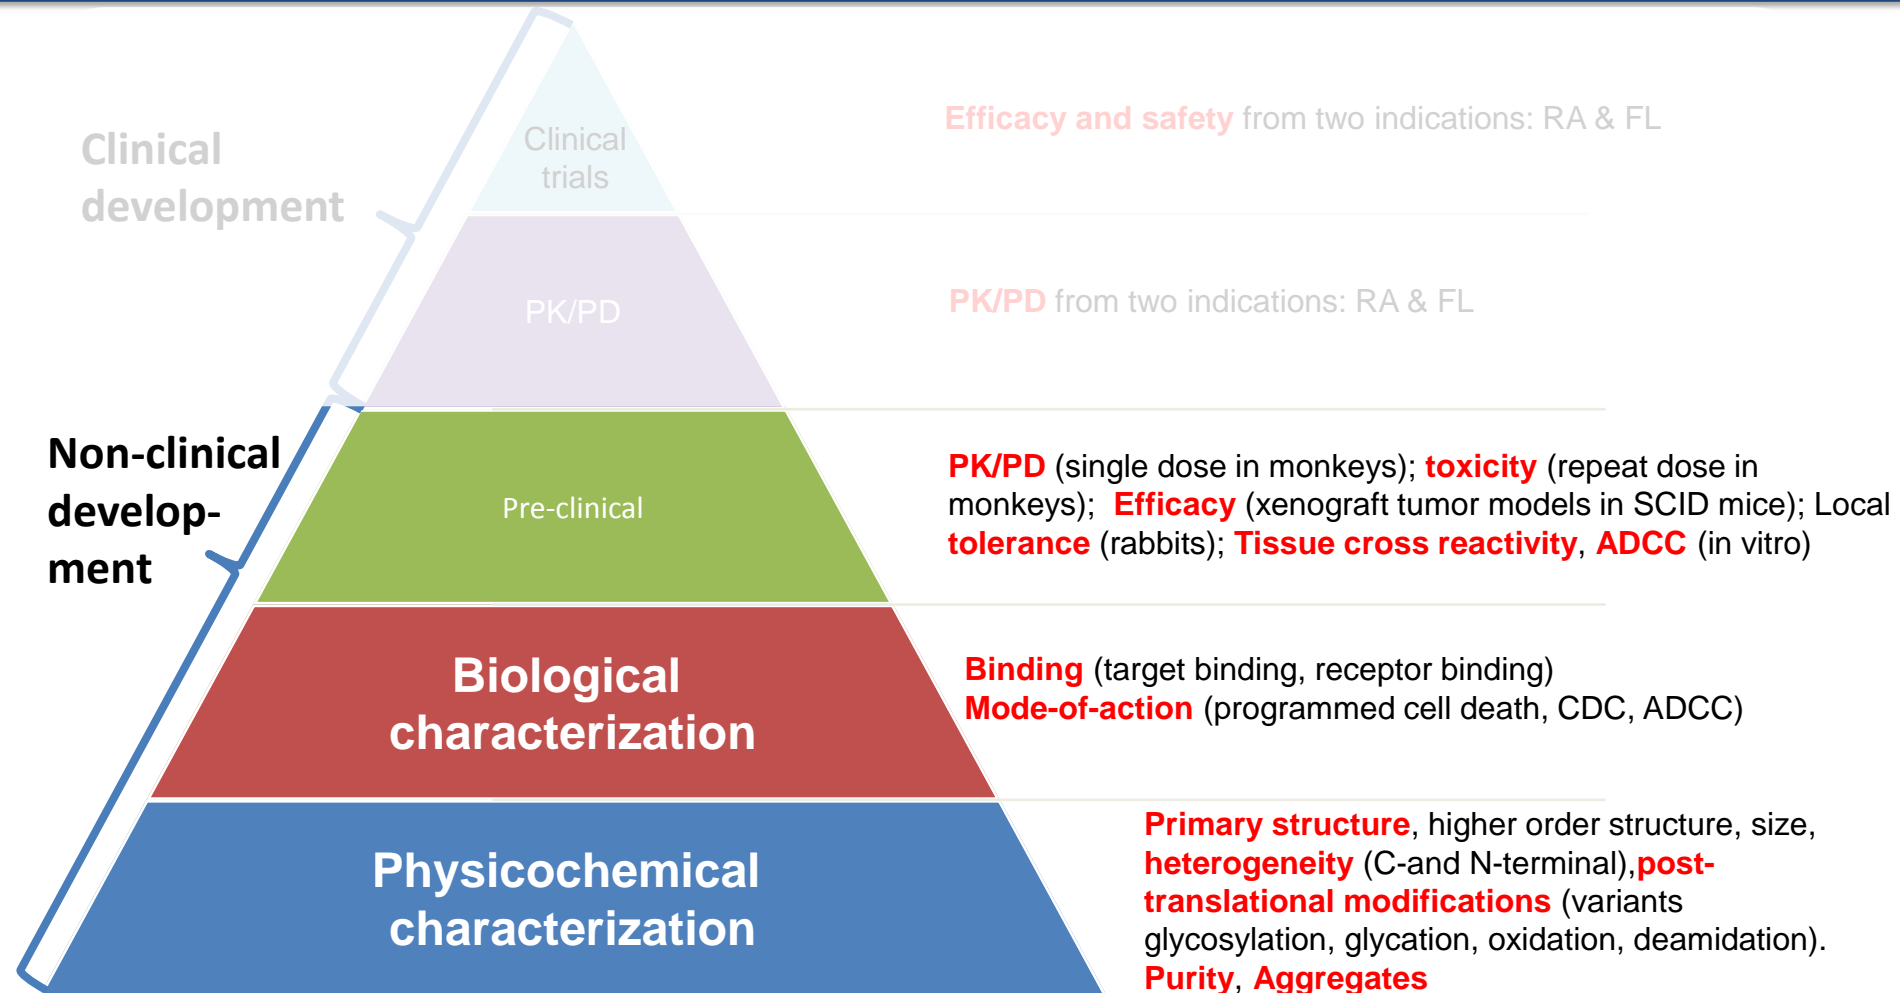 Clinical
development
Clinical
trials
Efficacy and safety from two indications: RA & FL
PK/PD
PK/PD from two indications: RA & FL
Non-clinical
develop-
ment
Pre-clinical
PK/PD (single dose in monkeys); toxicity (repeat dose in
monkeys);  Efficacy (xenograft tumor models in SCID mice); Local
tolerance (rabbits); Tissue cross reactivity, ADCC (in vitro)
Biological
characterization
Binding (target binding, receptor binding)
Mode-of-action (programmed cell death, CDC, ADCC)
Physicochemical
characterization
Primary structure, higher order structure, size,
heterogeneity (C-and N-terminal),post-
translational modifications (variants
glycosylation, glycation, oxidation, deamidation).
Purity, Aggregates